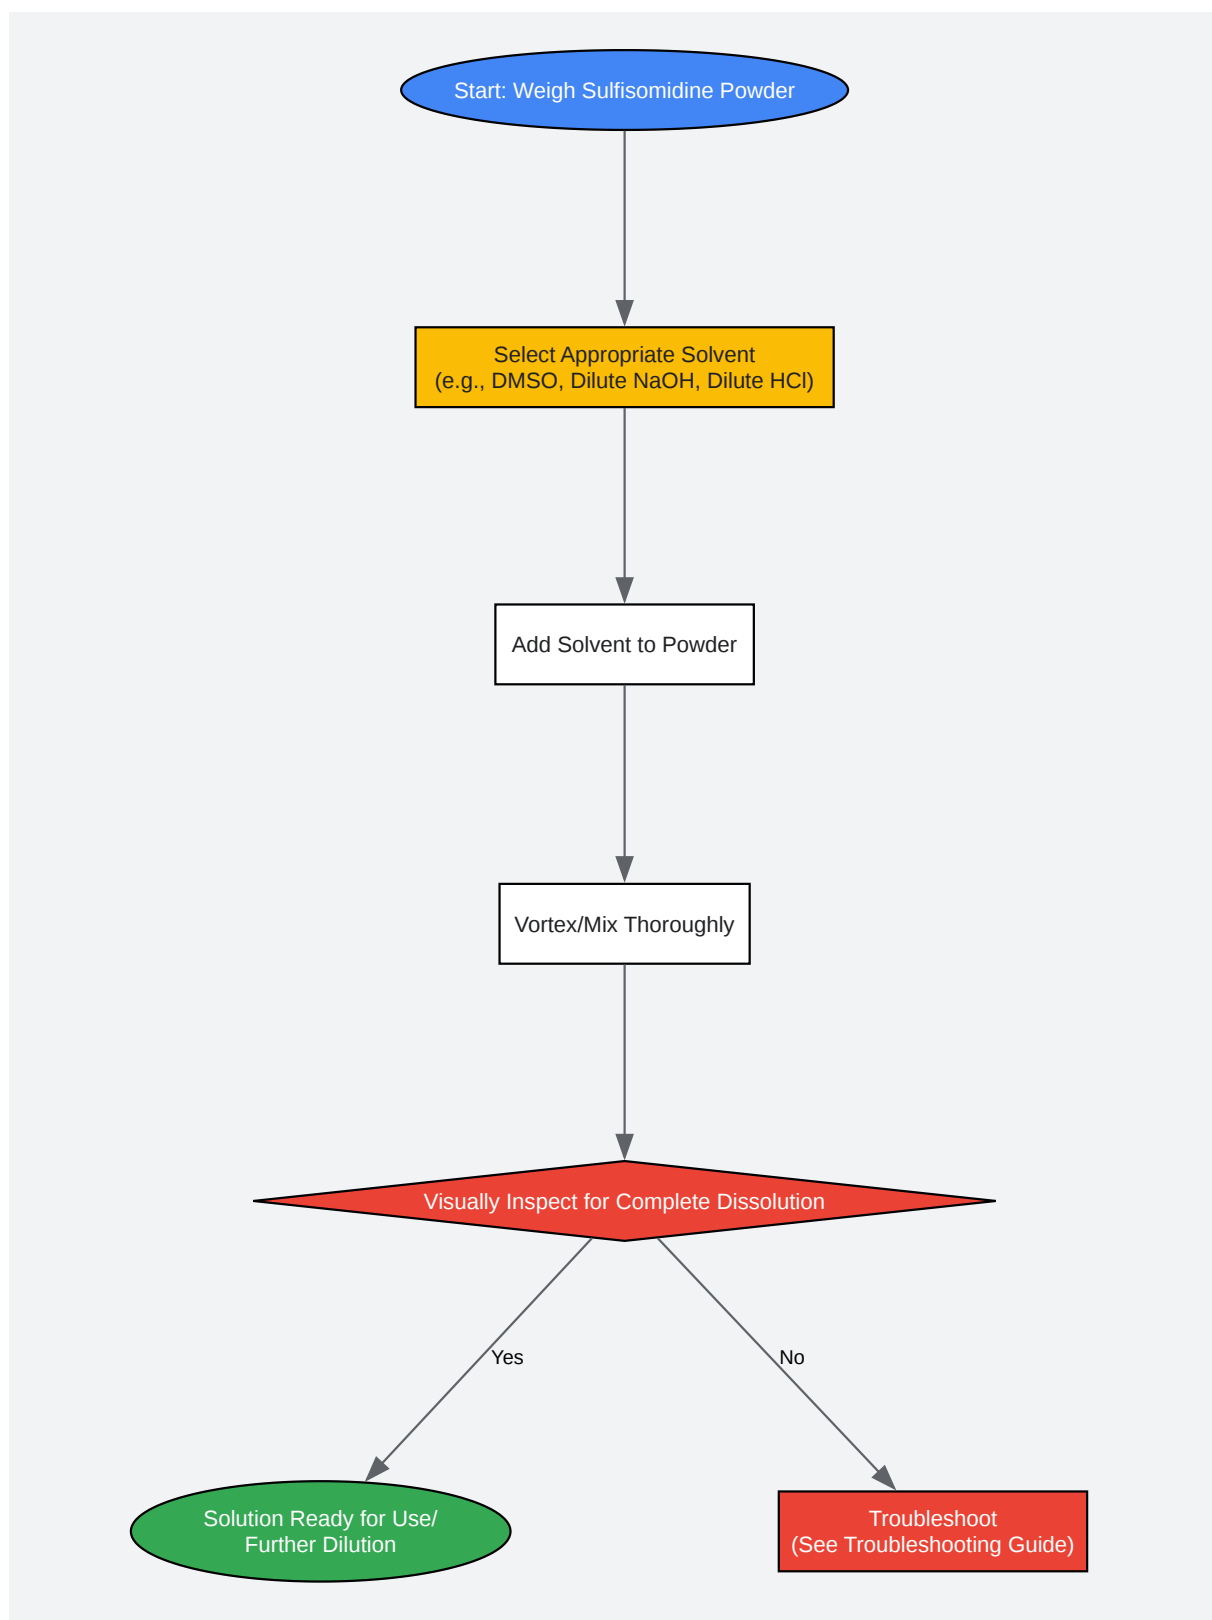 Start: Weigh Sulfisomidine Powder
Select Appropriate Solvent
(e.g., DMSO, Dilute NaOH, Dilute HCl)
Add Solvent to Powder
Vortex/Mix Thoroughly
Visually Inspect for Complete Dissolution
Yes
No
Solution Ready for Use/
Further Dilution
Troubleshoot
(See Troubleshooting Guide)